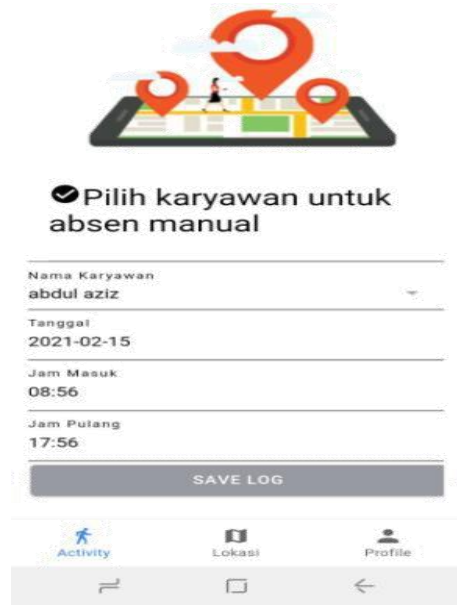 Pilih karyawan untuk
absen manual
Nama Karyawan
abdul aziz
Tanggal
2021-02-15
Jam Masuk
08:56
Jam Pulang
17:56
SAVE LOG
Activity Lokasi Profile